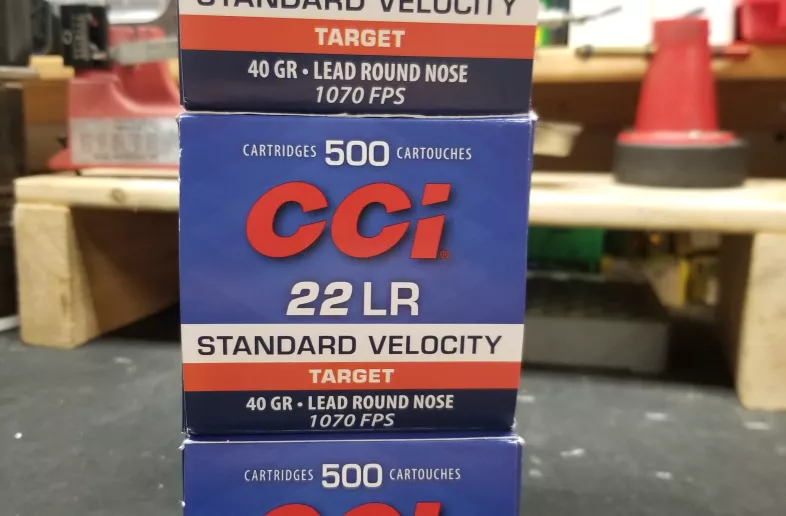 STANDARD VELOCITY
TARGET
40 GR • LEAD ROUND NOSE
1070 FPS
CARTRIDGES 500 CARTOUCHES
CCi®
22 LR
STANDARD VELOCITY
TARGET
40 GR • LEAD ROUND NOSE
1070 FPS
CARTRIDGES 500 CARTOUCHES
CCi